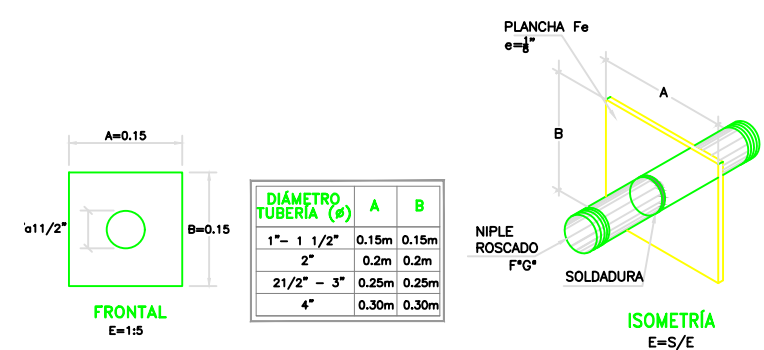 A=0.15
'a11/2"
B=0.15
FRONTAL
E=1:5
DIÁMETRO TUBERÍA (ø) A B
1"- 1 1/2" 0.15m 0.15m
2" 0.2m 0.2m
21/2" - 3" 0.25m 0.25m
4" 0.30m 0.30m
PLANCHA Fe
e=1/8"
A
B
NIPLE
ROSCADO
FºGº
SOLDADURA
ISOMETRÍA
E=S/E